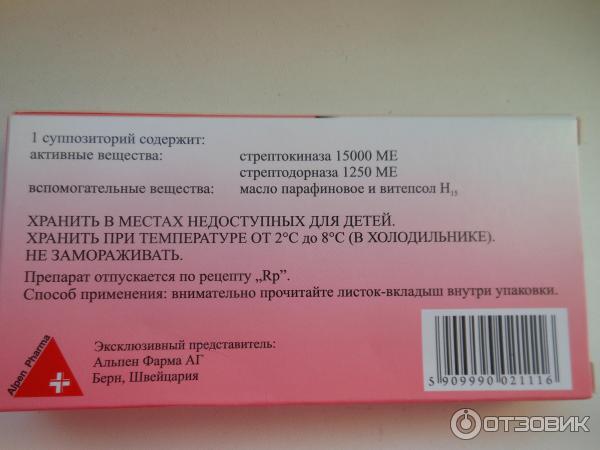 1 суппозиторий содержит:
активные вещества: стрептокиназа 15000 МЕ
стрептодорназа 1250 МЕ
вспомогательные вещества: масло парафиновое и витепсол H₁₅
ХРАНИТЬ В МЕСТАХ НЕДОСТУПНЫХ ДЛЯ ДЕТЕЙ.
ХРАНИТЬ ПРИ ТЕМПЕРАТУРЕ ОТ 2°С до 8°С (В ХОЛОДИЛЬНИКЕ).
НЕ ЗАМОРАЖИВАТЬ.
Препарат отпускается по рецепту „Rp”.
Способ применения: внимательно прочитайте листок-вкладыш внутри упаковки.
Alpen Pharma
Эксклюзивный представитель:
Альпен Фарма АГ
Берн, Швейцария
5 909990 021116
ОТЗОВИК